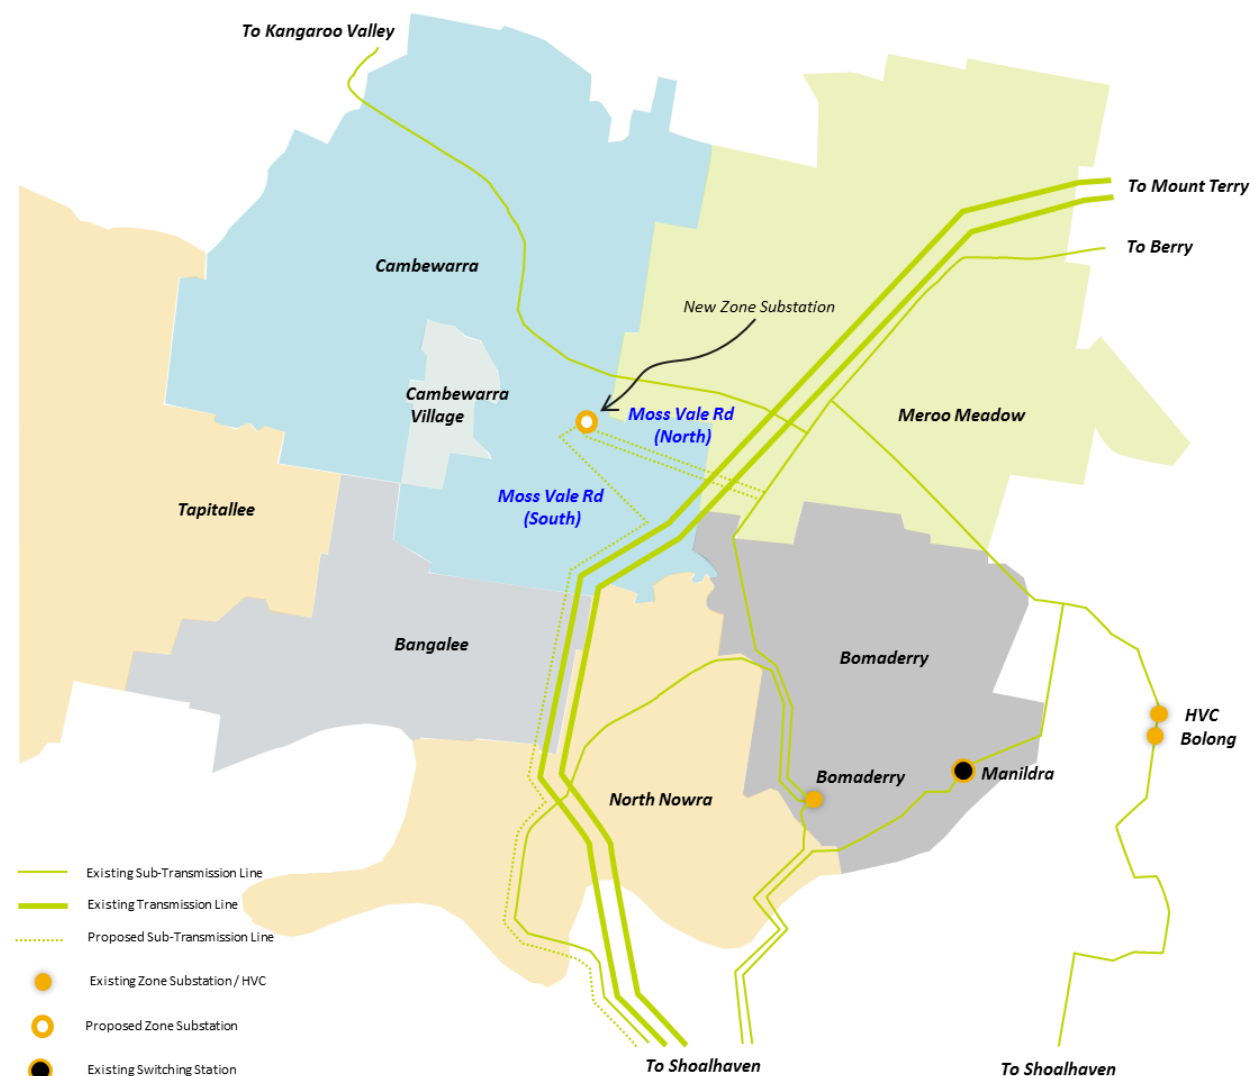 To Kangaroo Valley
To Mount Terry
To Berry
Cambewarra
New Zone Substation
Cambewarra
Village
Moss Vale Rd
(North)
Meroo Meadow
Moss Vale Rd
(South)
Tapitallee
Bangalee
Bomaderry
HVC
Bolong
Bomaderry
Manildra
North Nowra
Existing Sub-Transmission Line
Existing Transmission Line
Proposed Sub-Transmission Line
Existing Zone Substation / HVC
Proposed Zone Substation
Existing Switching Station
To Shoalhaven
To Shoalhaven